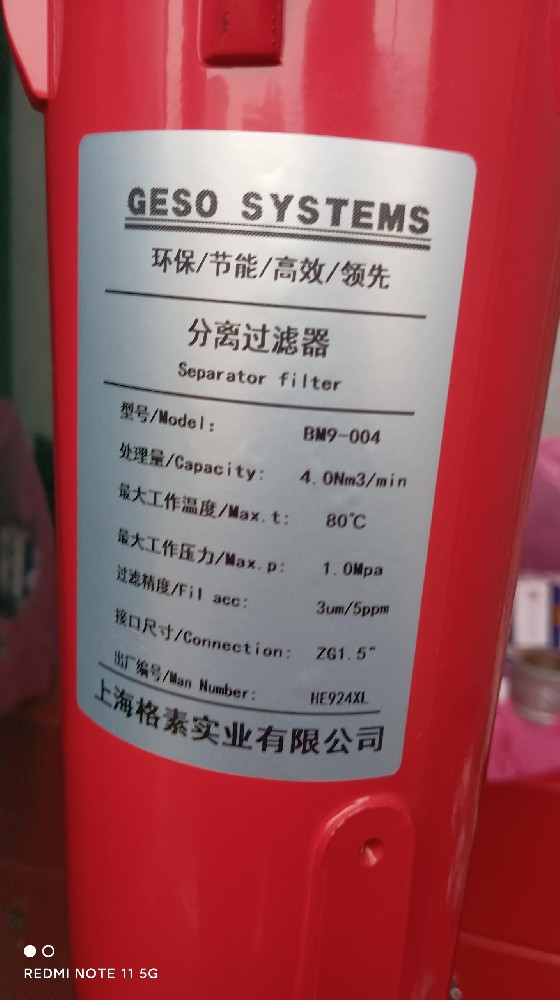 GESO SYSTEMS
环保/节能/高效/领先
分离过滤器
Separator filter
型号/Model: BM9-004
处理量/Capacity: 4.0Nm3/min
最大工作温度/Max.t: 80℃
最大工作压力/Max.p: 1.0Mpa
过滤精度/Fil acc: 3um/5ppm
接口尺寸/Connection: ZG1.5"
出厂编号/Man Number: HE924XL
上海格素实业有限公司
REDMI NOTE 11 5G